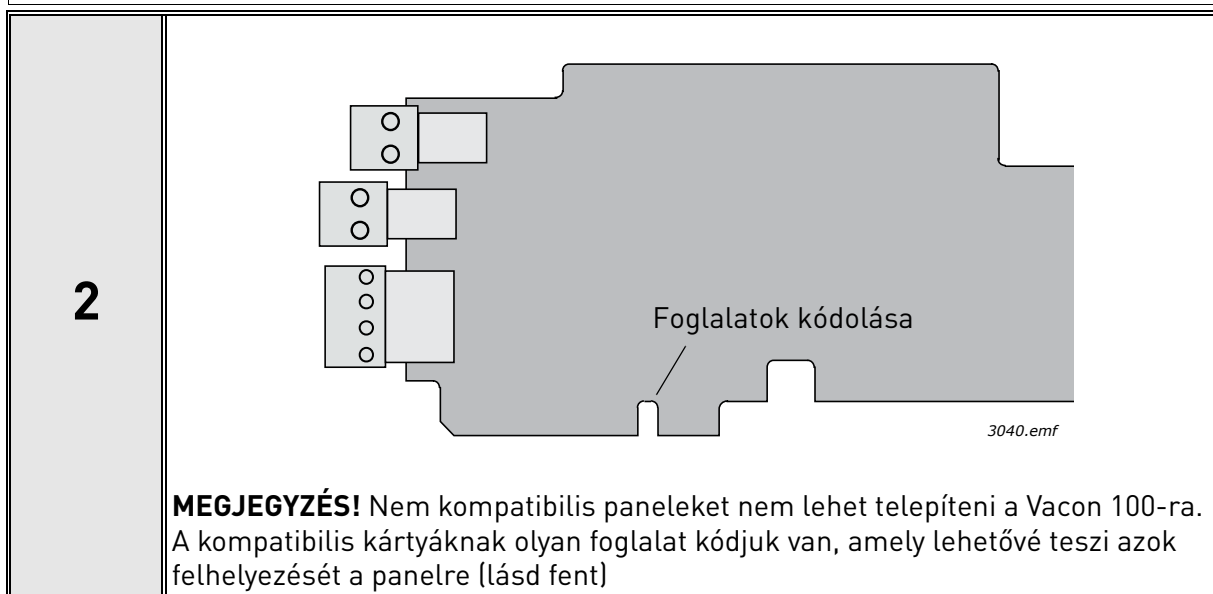 2
Foglalatok kódolása
3040.emf
MEGJEGYZÉS! Nem kompatibilis paneleket nem lehet telepíteni a Vacon 100-ra.
A kompatibilis kártyáknak olyan foglalat kódjuk van, amely lehetővé teszi azok
felhelyezését a panelre (lásd fent)